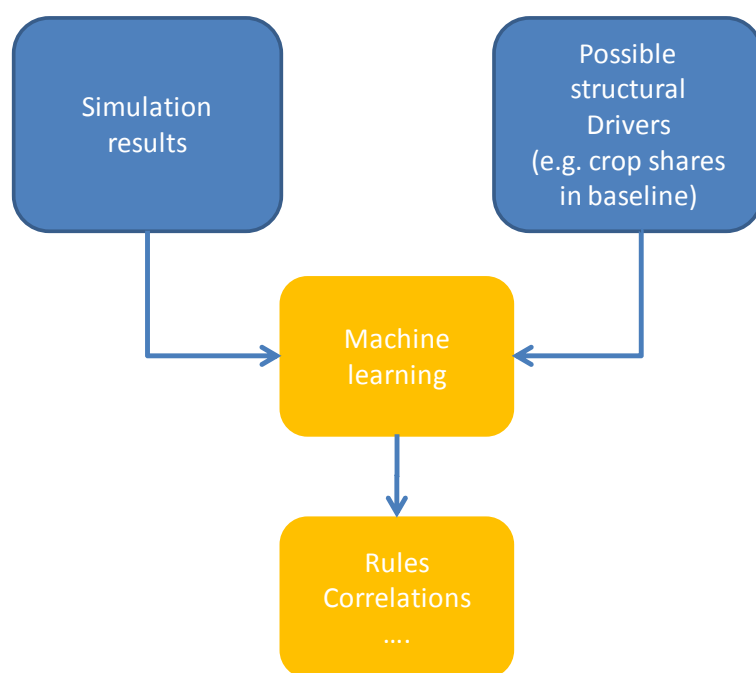 Simulation
results
Possible
structural
Drivers
(e.g. crop shares
in baseline)
Machine
learning
Rules
Correlations
....